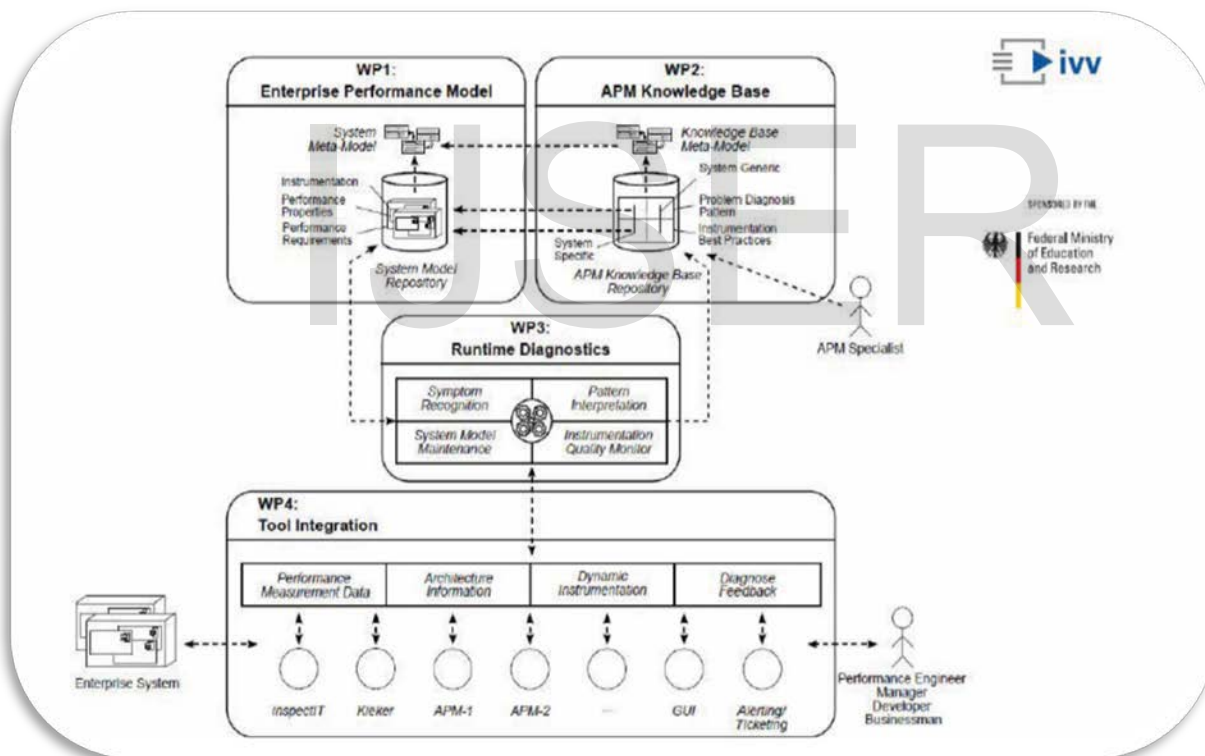 ivv
WP1:
Enterprise Performance Model
WP2:
APM Knowledge Base
System
Meta-Model
Knowledge Base
Meta-Model
System Generic
Instrumentation
Performance
Properties
Performance
Requirements
Problem Diagnosis
Pattern
Instrumentation
Best Practices
System
Specific
System Model
Repository
APM Knowledge Base
Repository
IJSER
SPONSORED BY THE
Federal Ministry
of Education
and Research
APM Specialist
WP3:
Runtime Diagnostics
Symptom
Recognition
Pattern
Interpretation
System Model
Maintenance
Instrumentation
Quality Monitor
WP4:
Tool Integration
Performance
Measurement Data
Architecture
Information
Dynamic
Instrumentation
Diagnose
Feedback
Enterprise System
InspectIT
Kieker
APM-1
APM-2
...
GUI
Alerting/
Ticketing
Performance Engineer
Manager
Developer
Businessman